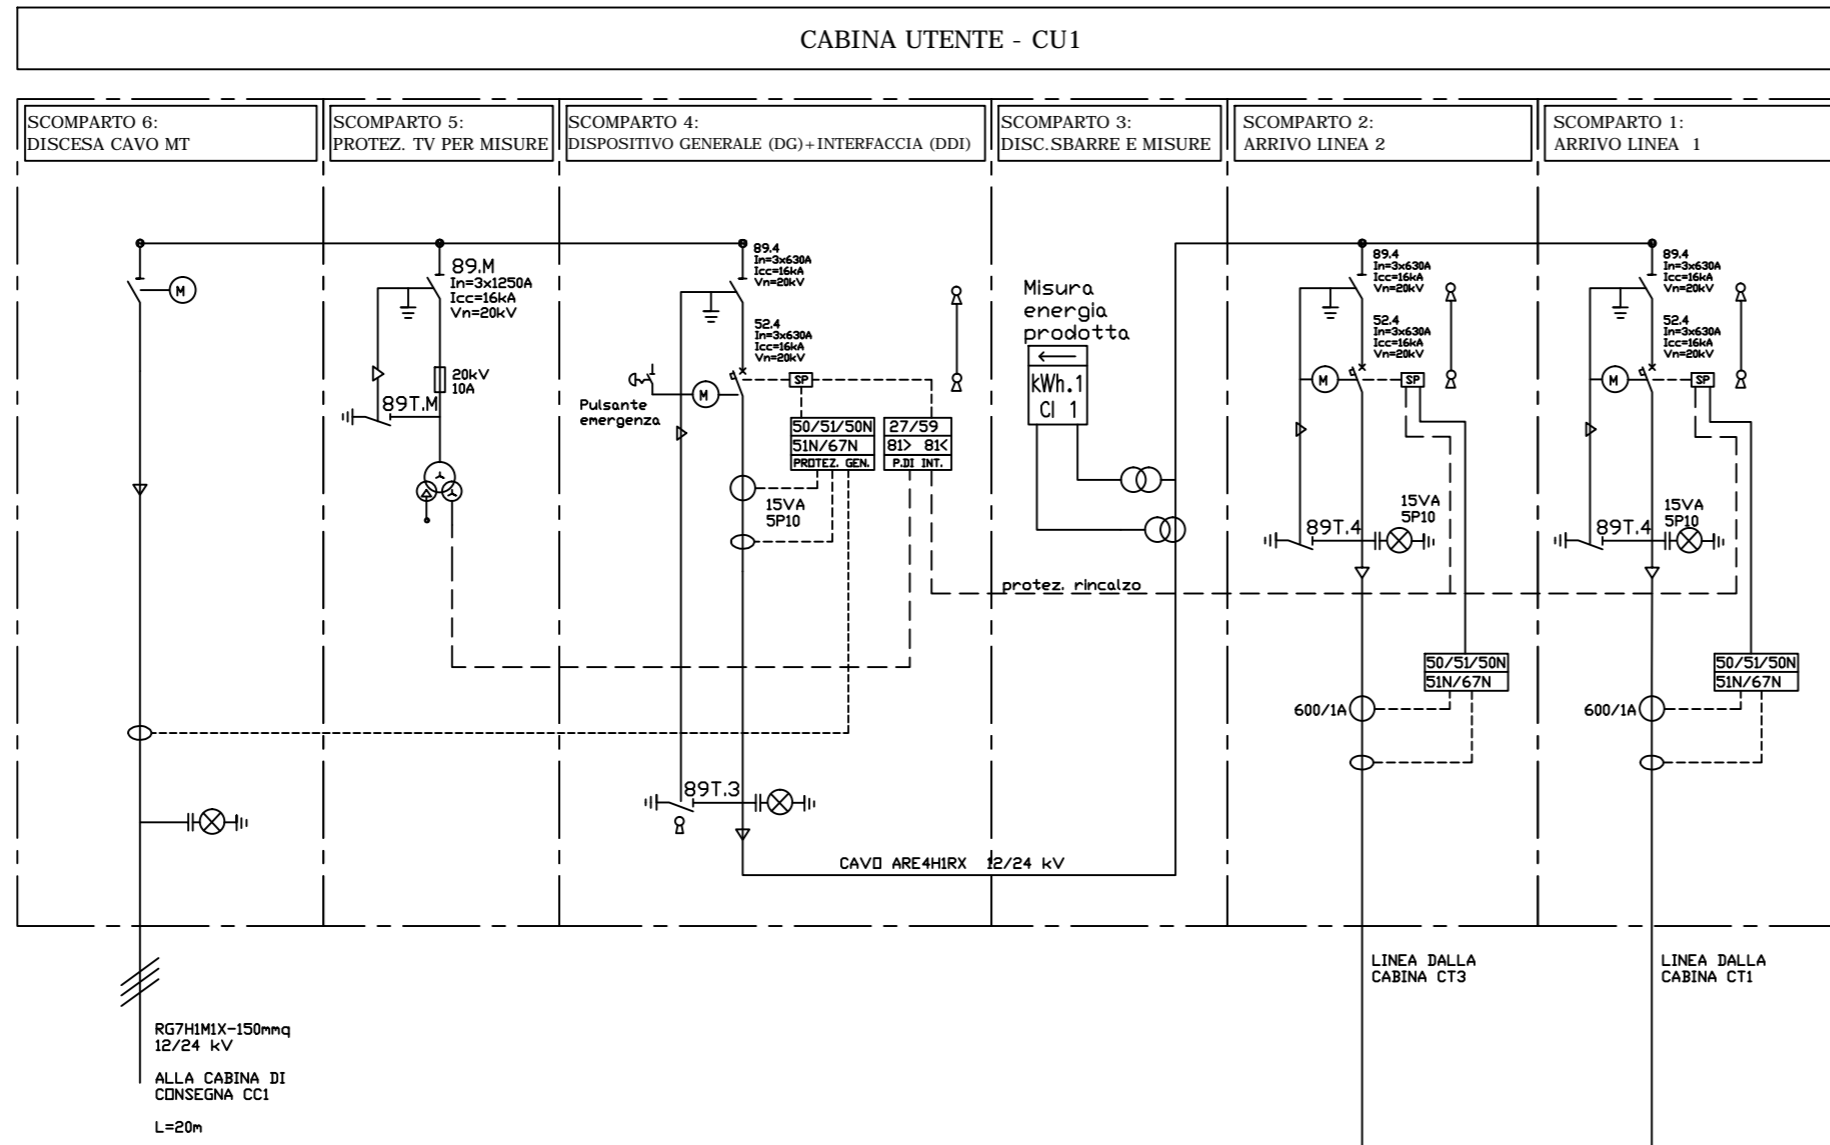 CABINA UTENTE - CU1
SCOMPARTO 6:
DISCESA CAVO MT
SCOMPARTO 5:
PROTEZ. TV PER MISURE
SCOMPARTO 4:
DISPOSITIVO GENERALE (DG)+INTERFACCIA (DDI)
SCOMPARTO 3:
DISC.SBARRE E MISURE
SCOMPARTO 2:
ARRIVO LINEA 2
SCOMPARTO 1:
ARRIVO LINEA 1
M
RG7H1M1X-150mmq
12/24 kV
ALLA CABINA DI
CONSEGNA CC1
L=20m
89.M
In=3x1250A
Icc=16kA
Vn=20kV
20kV
10A
89T.M
89.4
In=3x630A
Icc=16kA
Vn=20kV
52.4
In=3x630A
Icc=16kA
Vn=20kV
SP
M
Pulsante
emergenza
50/51/50N
51N/67N
PROTEZ. GEN.
27/59
81> 81<
P.DI INT.
15VA
5P10
89T.3
CAVO ARE4H1RX 12/24 kV
Misura
energia
prodotta
kWh.1
Cl 1
protez. rincalzo
89.4
In=3x630A
Icc=16kA
Vn=20kV
52.4
In=3x630A
Icc=16kA
Vn=20kV
M
SP
15VA
5P10
89T.4
50/51/50N
51N/67N
600/1A
LINEA DALLA
CABINA CT3
89.4
In=3x630A
Icc=16kA
Vn=20kV
52.4
In=3x630A
Icc=16kA
Vn=20kV
M
SP
15VA
5P10
89T.4
50/51/50N
51N/67N
600/1A
LINEA DALLA
CABINA CT1